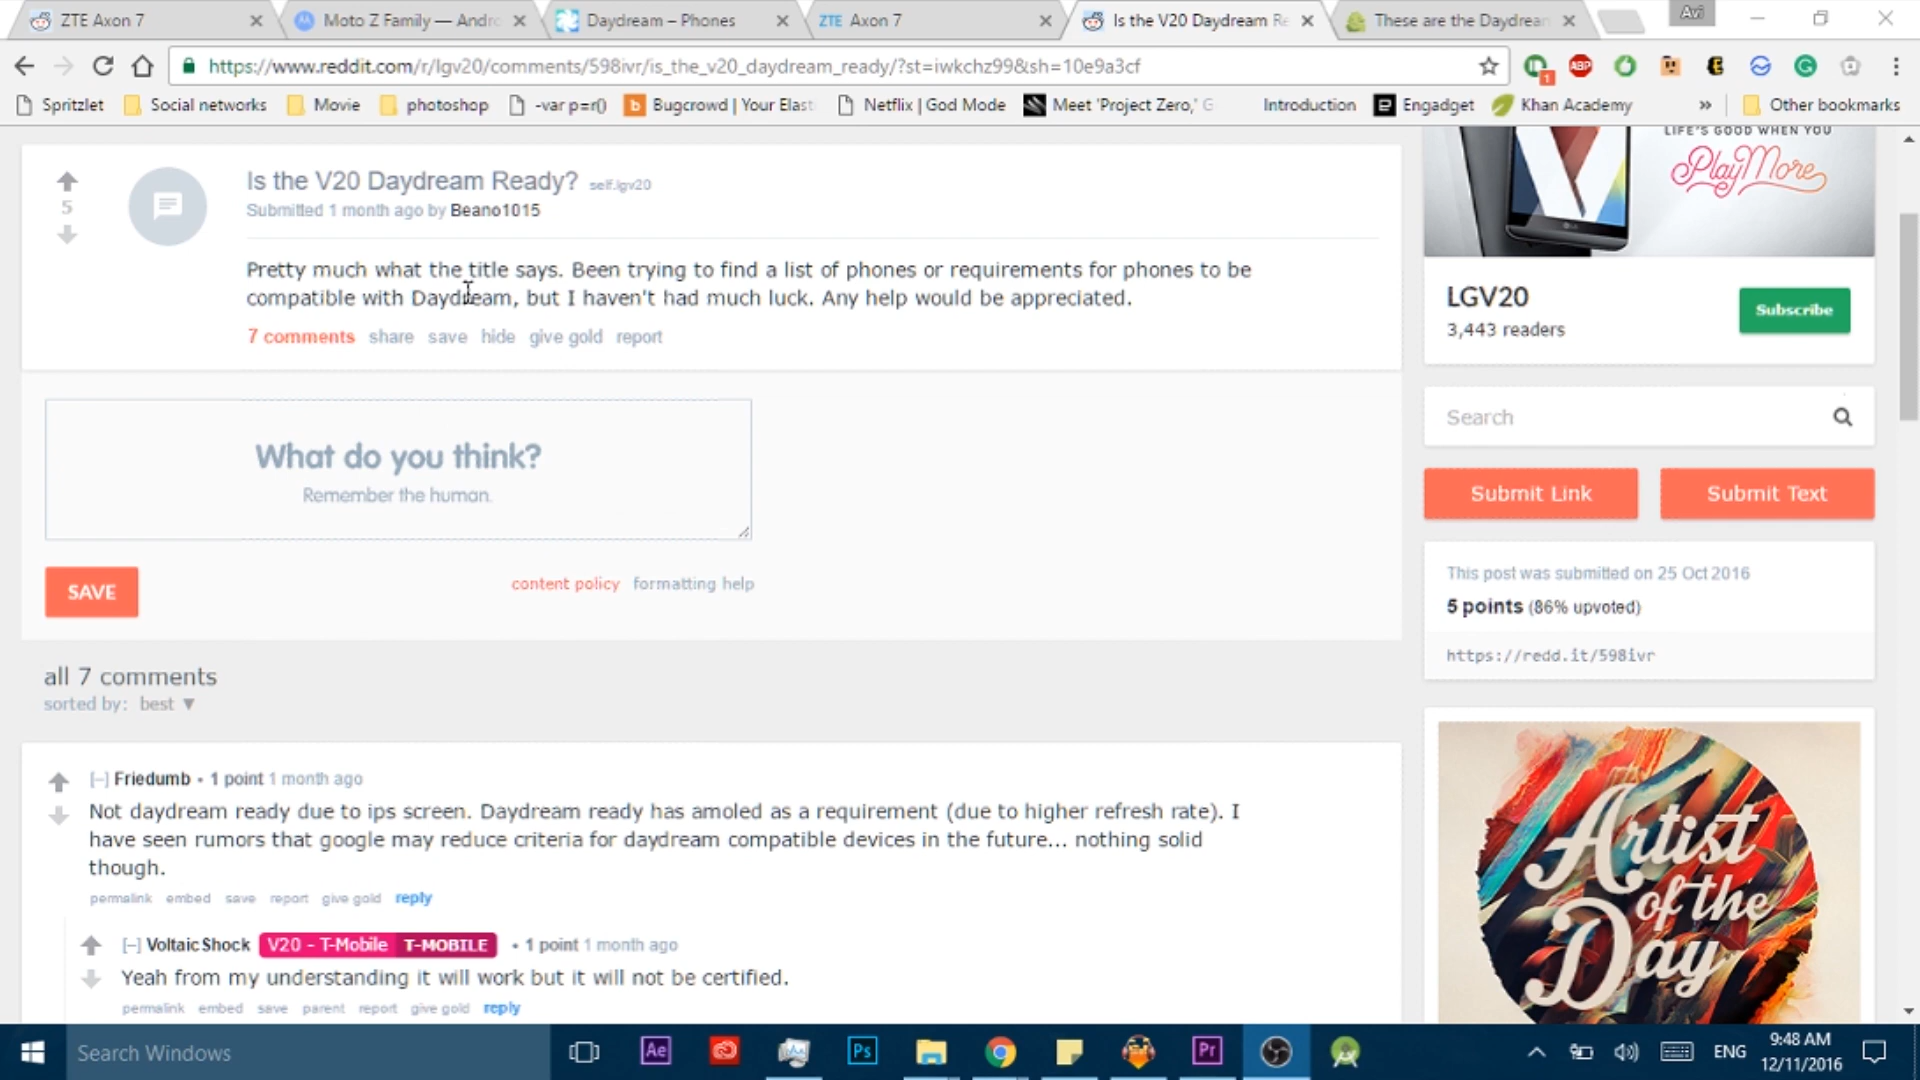 ZTE Axon 7
Moto Z Family — Andro
Daydream – Phones
ZTE Axon 7
Is the V20 Daydream Re
These are the Daydrean
Avi
https://www.reddit.com/r/lgv20/comments/598ivr/is_the_v20_daydream_ready/?st=iwkchz99&sh=10e9a3cf
1
ABP
Spritzlet
Social networks
Movie
photoshop
-var p=r()
Bugcrowd | Your Elast
Netflix | God Mode
Meet 'Project Zero,' G
Introduction
Engadget
Khan Academy
»
Other bookmarks
LIFE'S GOOD WHEN YOU
PlayMore
5
Is the V20 Daydream Ready? self.lgv20
Submitted 1 month ago by Beano1015
Pretty much what the title says. Been trying to find a list of phones or requirements for phones to be
compatible with Daydream, but I haven't had much luck. Any help would be appreciated.
7 comments share save hide give gold report
LGV20
3,443 readers
Subscribe
Search
What do you think?
Remember the human.
Submit Link
Submit Text
SAVE
content policy formatting help
This post was submitted on 25 Oct 2016
5 points (86% upvoted)
https://redd.it/598ivr
all 7 comments
sorted by: best ▼
[–] Friedumb • 1 point 1 month ago
Not daydream ready due to ips screen. Daydream ready has amoled as a requirement (due to higher refresh rate). I
have seen rumors that google may reduce criteria for daydream compatible devices in the future... nothing solid
though.
permalink embed save report give gold reply
[–] VoltaicShock V20 - T-Mobile T-MOBILE • 1 point 1 month ago
Yeah from my understanding it will work but it will not be certified.
permalink embed save parent report give gold reply
Artist
of the
Day
Search Windows
Ae
Ps
Pr
ENG
9:48 AM
12/11/2016